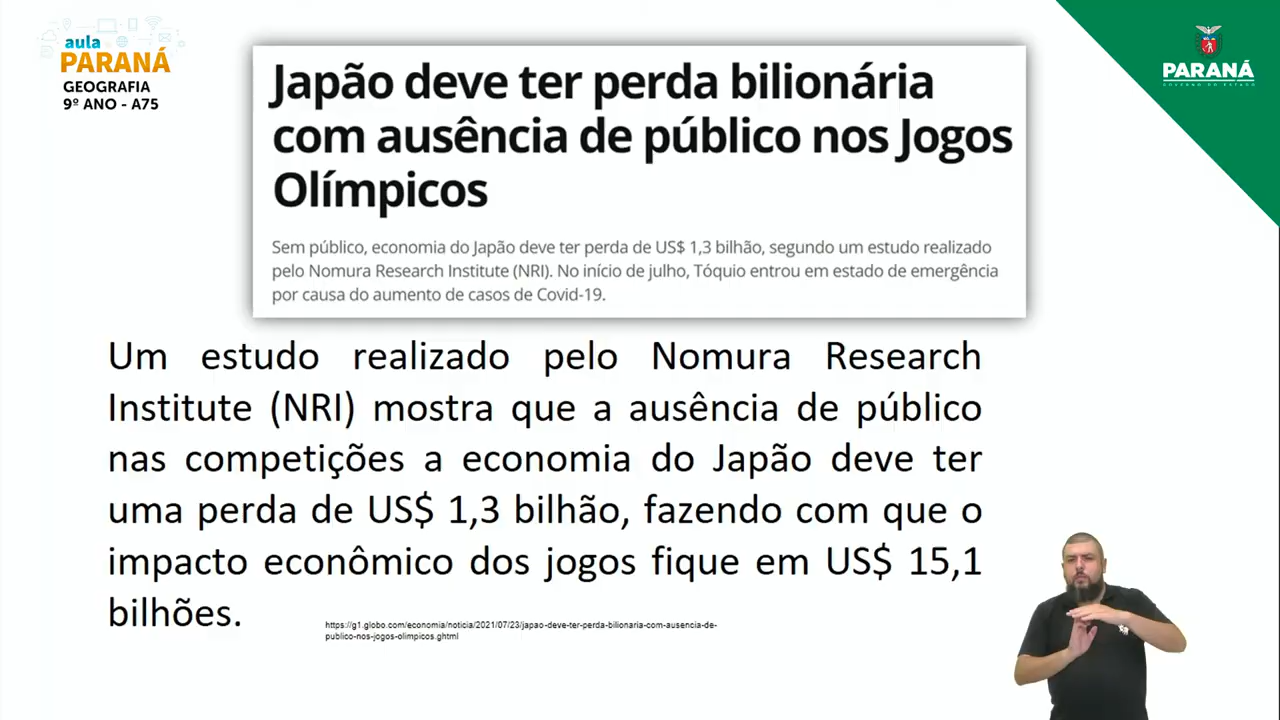 aula
PARANÁ
GEOGRAFIA
9º ANO - A75
PARANÁ
GOVERNO DO ESTADO
Japão deve ter perda bilionária
com ausência de público nos Jogos
Olímpicos
Sem público, economia do Japão deve ter perda de US$ 1,3 bilhão, segundo um estudo realizado
pelo Nomura Research Institute (NRI). No início de julho, Tóquio entrou em estado de emergência
por causa do aumento de casos de Covid-19.
Um estudo realizado pelo Nomura Research
Institute (NRI) mostra que a ausência de público
nas competições a economia do Japão deve ter
uma perda de US$ 1,3 bilhão, fazendo com que o
impacto econômico dos jogos fique em US$ 15,1
bilhões.
https://g1.globo.com/economia/noticia/2021/07/23/japao-deve-ter-perda-bilionaria-com-ausencia-de-
publico-nos-jogos-olimpicos.ghtml